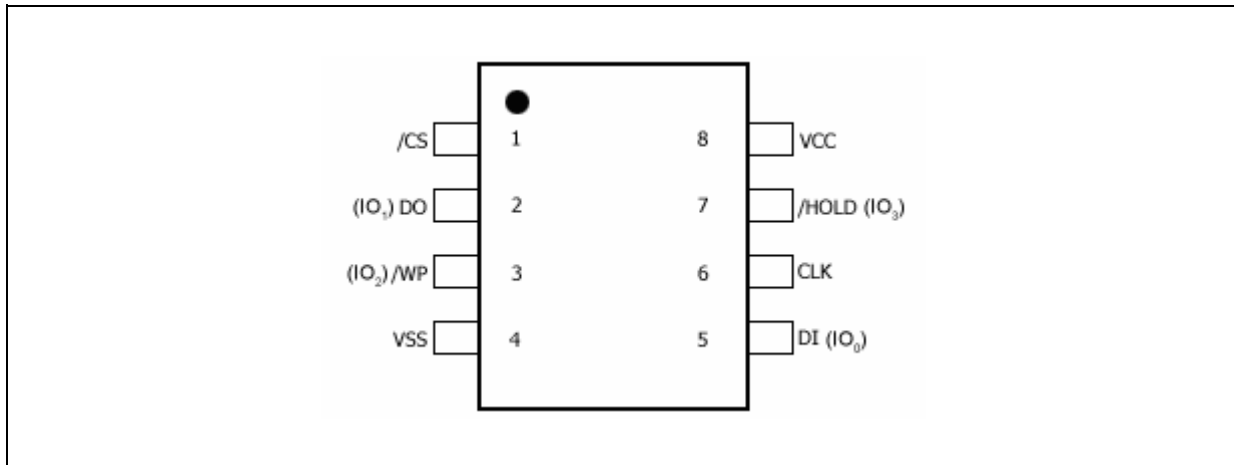 /CS 1 8 VCC
(IO₁) DO 2 7 /HOLD (IO₃)
(IO₂) /WP 3 6 CLK
VSS 4 5 DI (IO₀)